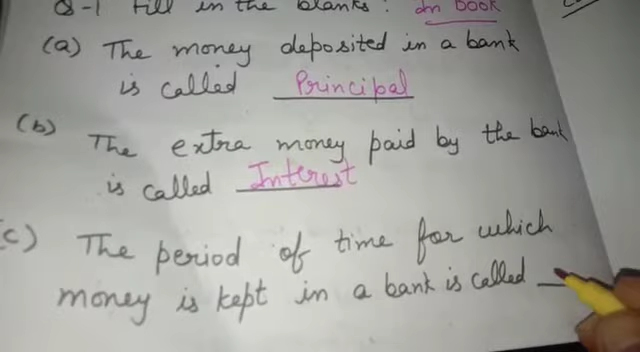 Q-1 Fill in the blanks: In book
(a) The money deposited in a bank
is called Principal
(b) The extra money paid by the bank
is called Interest
(c) The period of time for which
money is kept in a bank is called